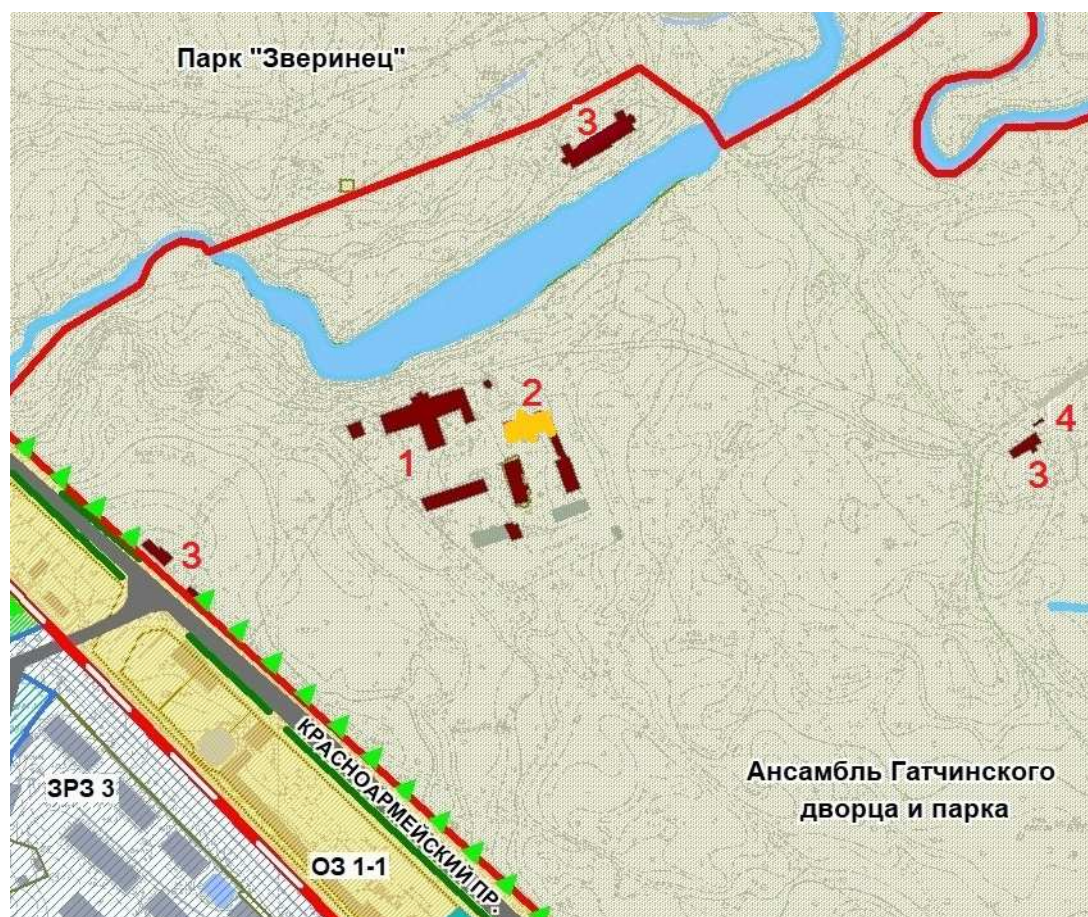 Парк "Зверинец"
3
2
1
4
3
3
КРАСНОАРМЕЙСКИЙ ПР.
Ансамбль Гатчинского
дворца и парка
ЗРЗ 3
ОЗ 1-1